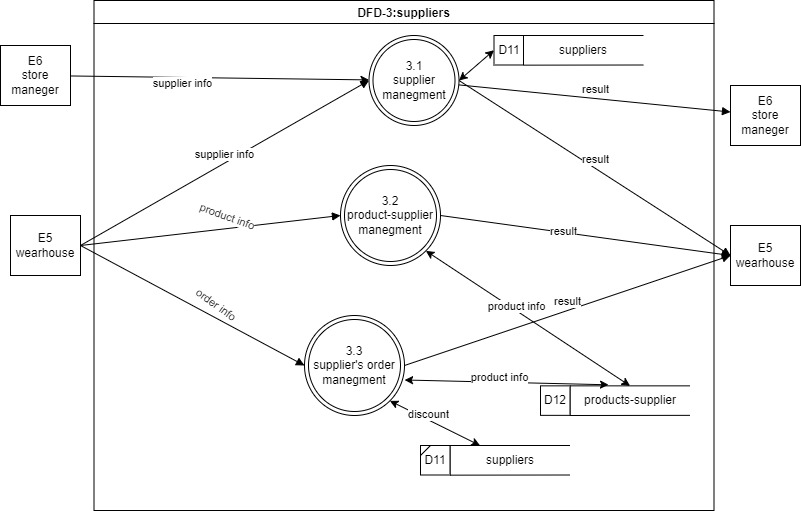 DFD-3:suppliers
E6
store
maneger
supplier info
3.1
supplier
manegment
D11
suppliers
result
E6
store
maneger
supplier info
result
3.2
product-supplier
manegment
product info
E5
wearhouse
result
E5
wearhouse
order info
product info
result
3.3
supplier's order
manegment
product info
D12
products-supplier
discount
D11
suppliers